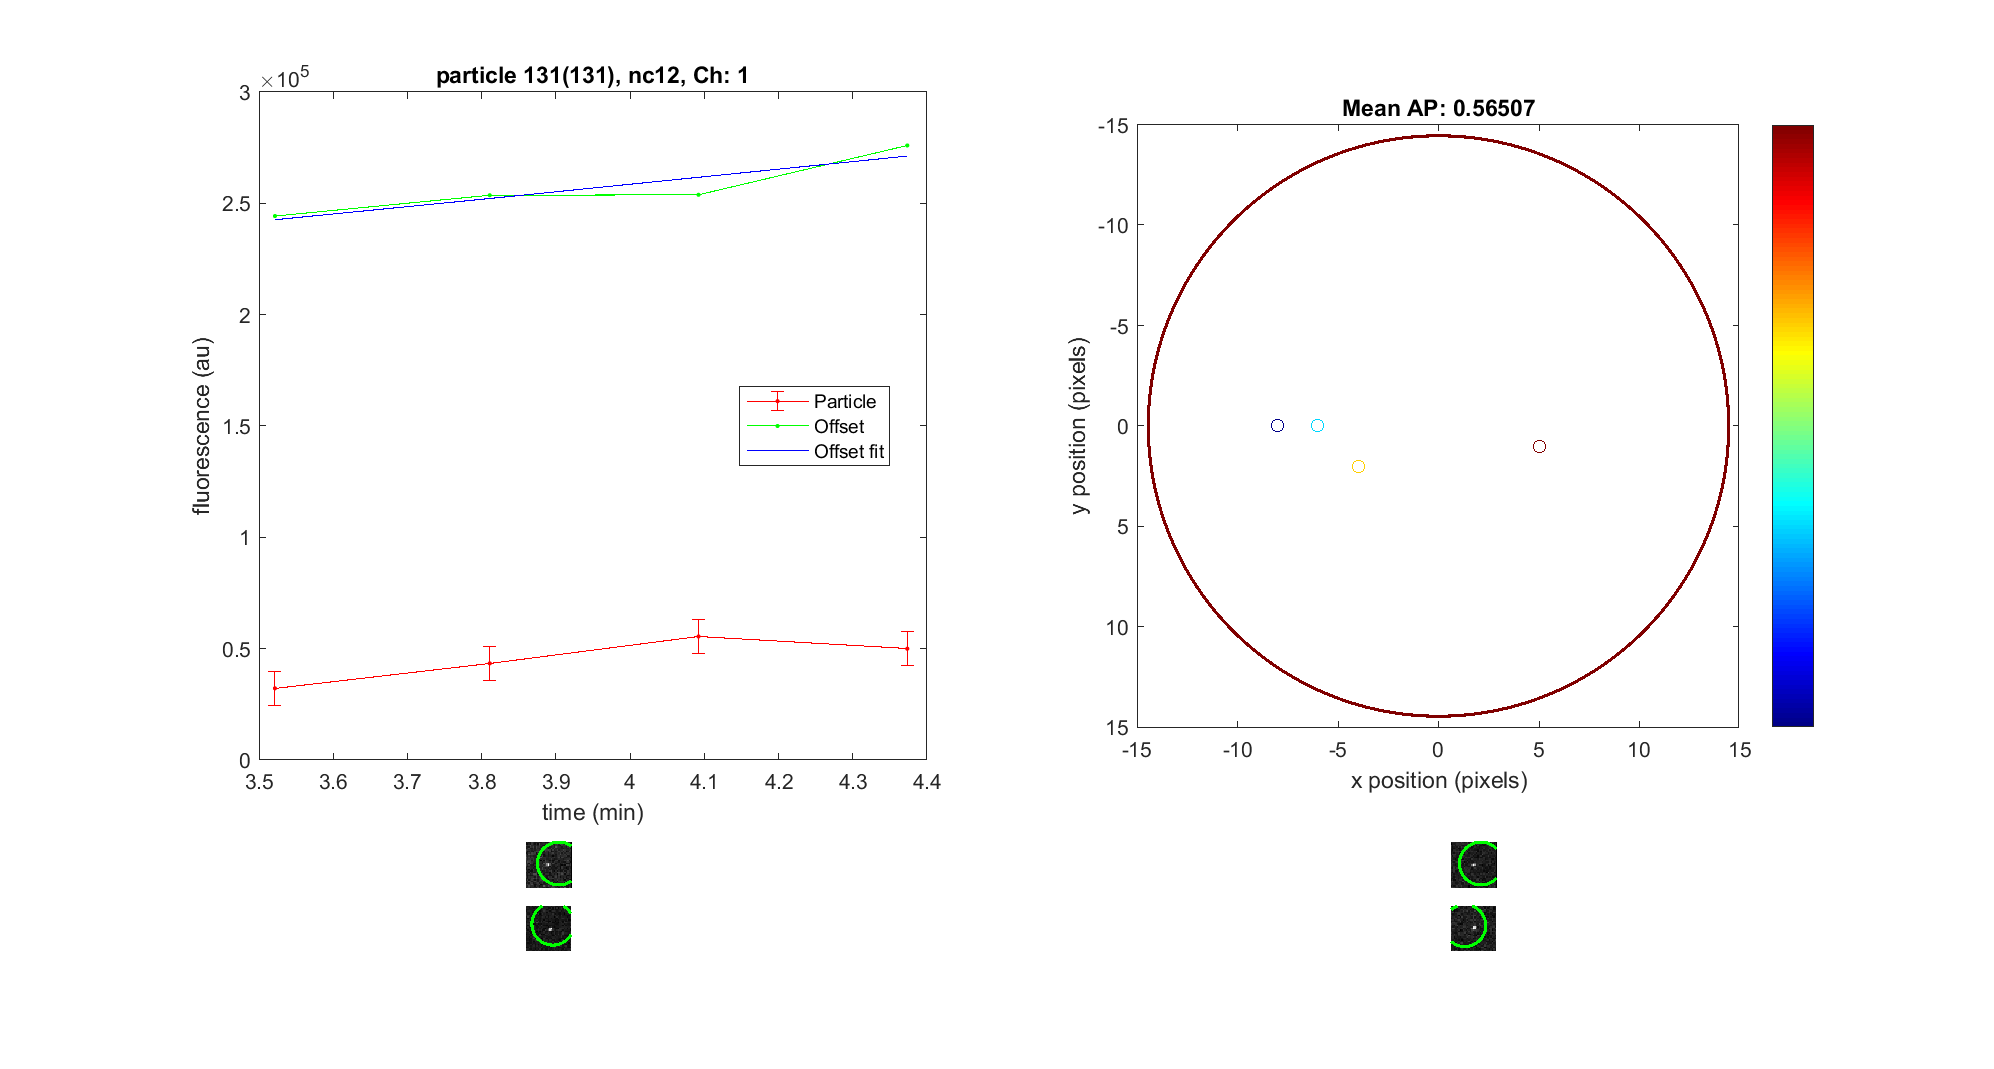 particle 131(131), nc12, Ch: 1
×10^5
3
2.5
2
1.5
1
0.5
0
fluorescence (au)
3.5 3.6 3.7 3.8 3.9 4 4.1 4.2 4.3 4.4
time (min)
Particle
Offset
Offset fit
Mean AP: 0.56507
-15
-10
-5
0
5
10
15
y position (pixels)
-15 -10 -5 0 5 10 15
x position (pixels)